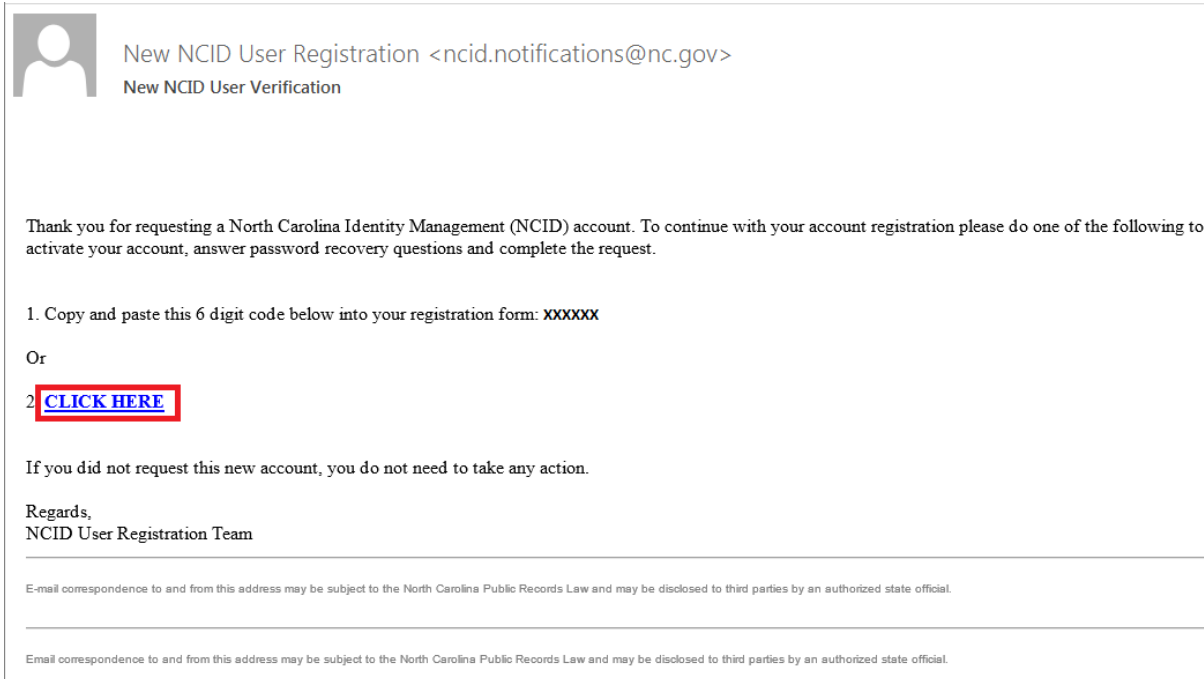 New NCID User Registration <ncid.notifications@nc.gov>
New NCID User Verification
Thank you for requesting a North Carolina Identity Management (NCID) account. To continue with your account registration please do one of the following to
activate your account, answer password recovery questions and complete the request.
1. Copy and paste this 6 digit code below into your registration form: XXXXXX
Or
2 CLICK HERE
If you did not request this new account, you do not need to take any action.
Regards,
NCID User Registration Team
E-mail correspondence to and from this address may be subject to the North Carolina Public Records Law and may be disclosed to third parties by an authorized state official.
Email correspondence to and from this address may be subject to the North Carolina Public Records Law and may be disclosed to third parties by an authorized state official.